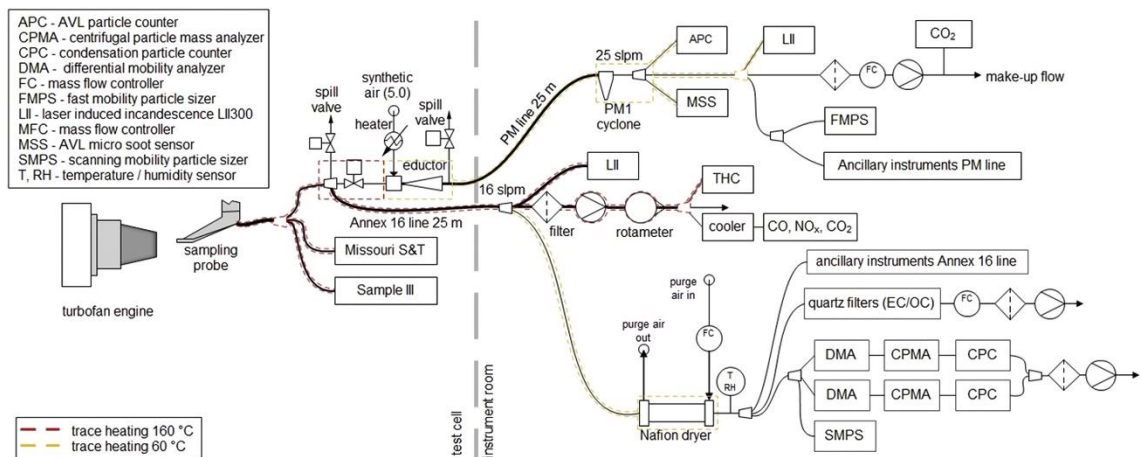 APC - AVL particle counter
CPMA - centrifugal particle mass analyzer
CPC - condensation particle counter
DMA - differential mobility analyzer
FC - mass flow controller
FMPS - fast mobility particle sizer
LII - laser induced incandescence LII300
MFC - mass flow controller
MSS - AVL micro soot sensor
SMPS - scanning mobility particle sizer
T, RH - temperature / humidity sensor
turbofan engine
sampling
probe
spill
valve
synthetic
air (5.0)
heater
spill
valve
eductor
PM line 25 m
Annex 16 line 25 m
Missouri S&T
Sample III
25 slpm
PM1
cyclone
APC
MSS
LII
FC
CO2
make-up flow
FMPS
Ancillary instruments PM line
16 slpm
LII
filter
rotameter
THC
cooler
CO, NOx, CO2
ancillary instruments Annex 16 line
quartz filters (EC/OC)
FC
purge
air in
purge air
out
FC
T
RH
Nafion dryer
DMA
CPMA
CPC
DMA
CPMA
CPC
SMPS
test cell
instrument room
trace heating 160 °C
trace heating 60 °C